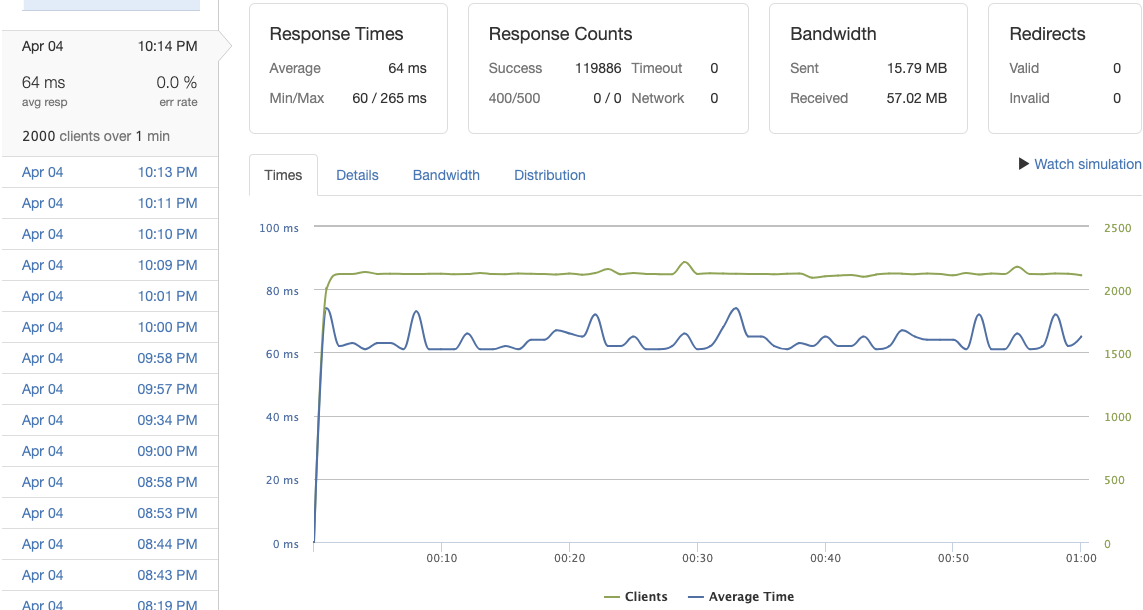 Apr 04 10:14 PM
64 ms 0.0 %
avg resp err rate
2000 clients over 1 min
Apr 04 10:13 PM
Apr 04 10:11 PM
Apr 04 10:10 PM
Apr 04 10:09 PM
Apr 04 10:01 PM
Apr 04 10:00 PM
Apr 04 09:58 PM
Apr 04 09:57 PM
Apr 04 09:34 PM
Apr 04 09:00 PM
Apr 04 08:58 PM
Apr 04 08:53 PM
Apr 04 08:44 PM
Apr 04 08:43 PM
Apr 04 08:19 PM
Response Times
Average 64 ms
Min/Max 60 / 265 ms
Response Counts
Success 119886 Timeout 0
400/500 0 / 0 Network 0
Bandwidth
Sent 15.79 MB
Received 57.02 MB
Redirects
Valid 0
Invalid 0
Times Details Bandwidth Distribution
Watch simulation
100 ms 2500
80 ms 2000
60 ms 1500
40 ms 1000
20 ms 500
0 ms 0
00:10 00:20 00:30 00:40 00:50 01:00
Clients Average Time